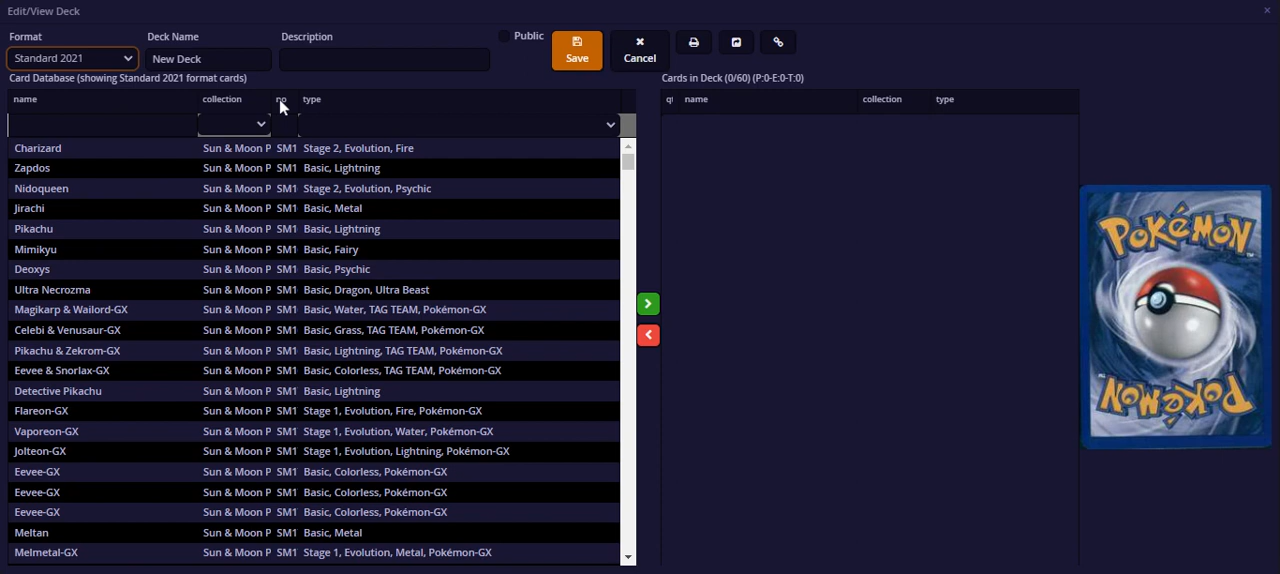 Edit/View Deck
×
Format
Deck Name
Description
Public
Save
Cancel
Standard 2021
New Deck
Card Database (showing Standard 2021 format cards)
Cards in Deck (0/60) (P:0-E:0-T:0)
name collection no type
name collection type
Charizard Sun & Moon P SM1 Stage 2, Evolution, Fire
Zapdos Sun & Moon P SM1 Basic, Lightning
Nidoqueen Sun & Moon P SM1 Stage 2, Evolution, Psychic
Jirachi Sun & Moon P SM1 Basic, Metal
Pikachu Sun & Moon P SM1 Basic, Lightning
Mimikyu Sun & Moon P SM1 Basic, Fairy
Deoxys Sun & Moon P SM1 Basic, Psychic
Ultra Necrozma Sun & Moon P SM1 Basic, Dragon, Ultra Beast
Magikarp & Wailord-GX Sun & Moon P SM1 Basic, Water, TAG TEAM, Pokémon-GX
Celebi & Venusaur-GX Sun & Moon P SM1 Basic, Grass, TAG TEAM, Pokémon-GX
Pikachu & Zekrom-GX Sun & Moon P SM1 Basic, Lightning, TAG TEAM, Pokémon-GX
Eevee & Snorlax-GX Sun & Moon P SM1 Basic, Colorless, TAG TEAM, Pokémon-GX
Detective Pikachu Sun & Moon P SM1 Basic, Lightning
Flareon-GX Sun & Moon P SM1 Stage 1, Evolution, Fire, Pokémon-GX
Vaporeon-GX Sun & Moon P SM1 Stage 1, Evolution, Water, Pokémon-GX
Jolteon-GX Sun & Moon P SM1 Stage 1, Evolution, Lightning, Pokémon-GX
Eevee-GX Sun & Moon P SM1 Basic, Colorless, Pokémon-GX
Eevee-GX Sun & Moon P SM1 Basic, Colorless, Pokémon-GX
Eevee-GX Sun & Moon P SM1 Basic, Colorless, Pokémon-GX
Meltan Sun & Moon P SM1 Basic, Metal
Melmetal-GX Sun & Moon P SM1 Stage 1, Evolution, Metal, Pokémon-GX
POKéMON
POKéMON